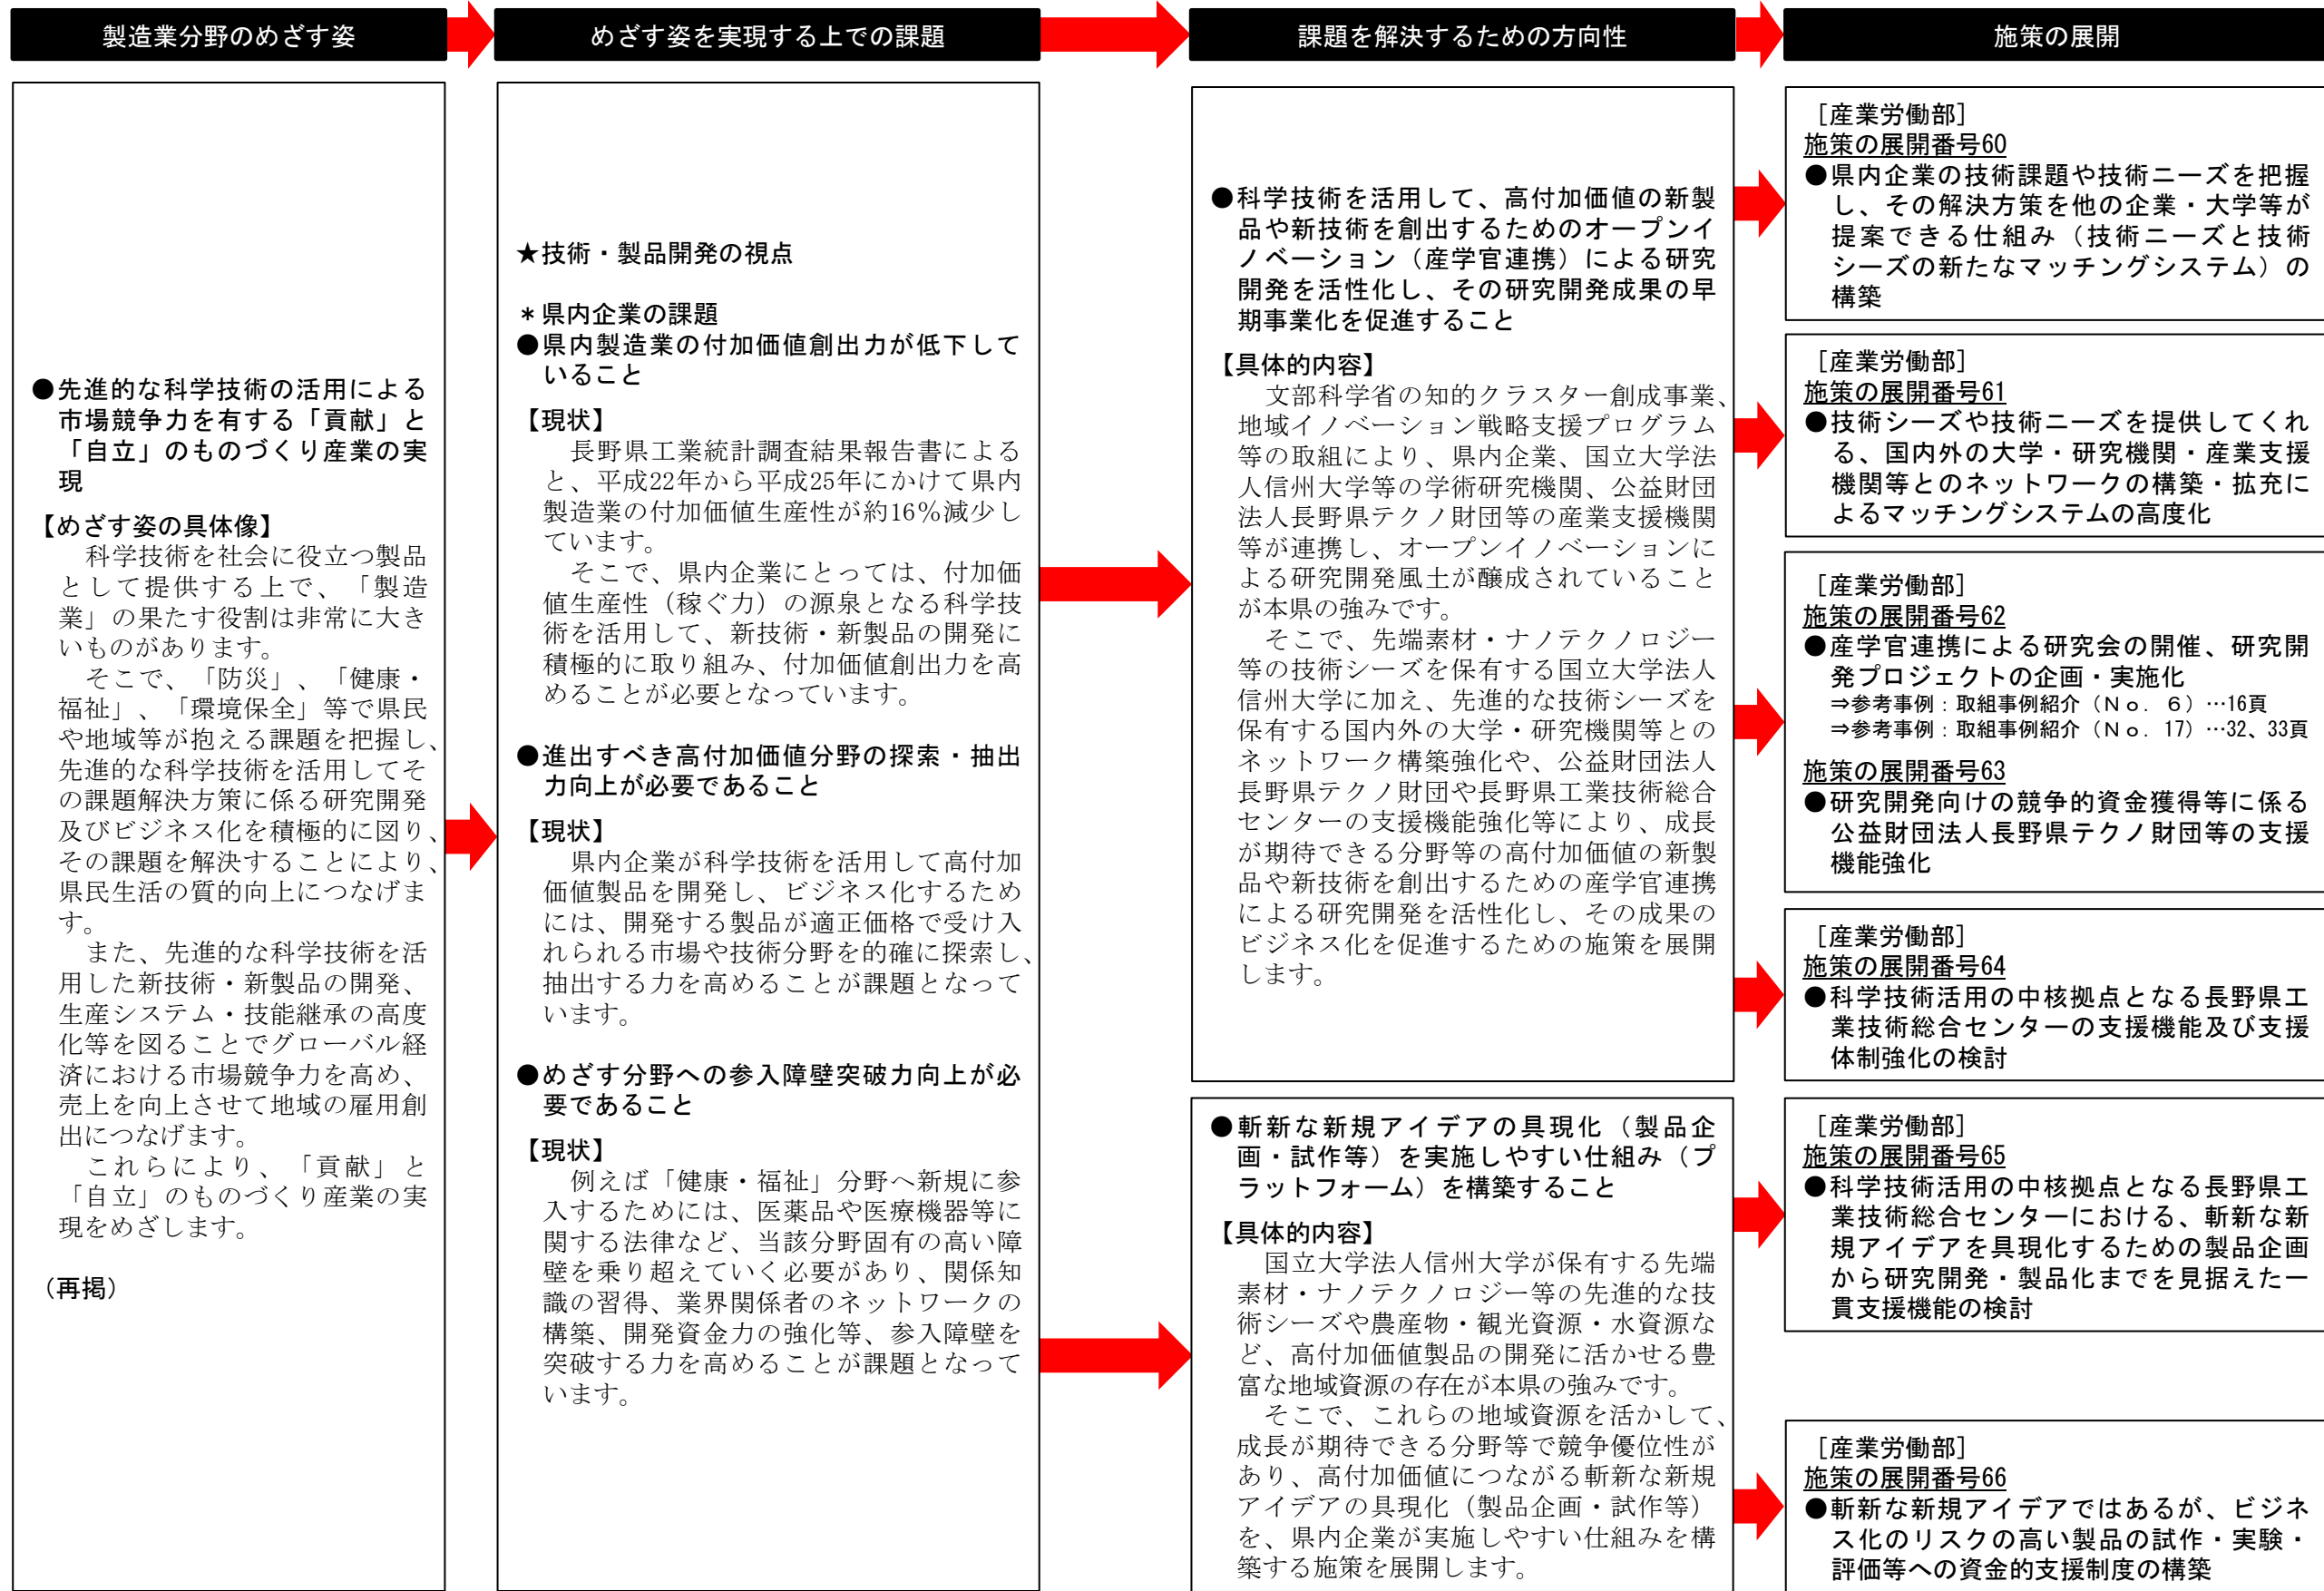 製造業分野のめざす姿
めざす姿を実現する上での課題
課題を解決するための方向性
施策の展開
●先進的な科学技術の活用による
市場競争力を有する「貢献」と
「自立」のものづくり産業の実
現
【めざす姿の具体像】
科学技術を社会に役立つ製品
として提供する上で、「製造
業」の果たす役割は非常に大き
いものがあります。
そこで、「防災」、「健康・
福祉」、「環境保全」等で県民
や地域等が抱える課題を把握し、
先進的な科学技術を活用してそ
の課題解決方策に係る研究開発
及びビジネス化を積極的に図り、
その課題を解決することにより、
県民生活の質的向上につなげま
す。
また、先進的な科学技術を活
用した新技術・新製品の開発、
生産システム・技能継承の高度
化等を図ることでグローバル経
済における市場競争力を高め、
売上を向上させて地域の雇用創
出につなげます。
これらにより、「貢献」と
「自立」のものづくり産業の実
現をめざします。
（再掲）
★技術・製品開発の視点
＊県内企業の課題
●県内製造業の付加価値創出力が低下して
いること
【現状】
長野県工業統計調査結果報告書による
と、平成22年から平成25年にかけて県内
製造業の付加価値生産性が約16％減少し
ています。
そこで、県内企業にとっては、付加価
値生産性（稼ぐ力）の源泉となる科学技
術を活用して、新技術・新製品の開発に
積極的に取り組み、付加価値創出力を高
めることが必要となっています。
●進出すべき高付加価値分野の探索・抽出
力向上が必要であること
【現状】
県内企業が科学技術を活用して高付加
価値製品を開発し、ビジネス化するため
には、開発する製品が適正価格で受け入
れられる市場や技術分野を的確に探索し、
抽出する力を高めることが課題となって
います。
●めざす分野への参入障壁突破力向上が必
要であること
【現状】
例えば「健康・福祉」分野へ新規に参
入するためには、医薬品や医療機器等に
関する法律など、当該分野固有の高い障
壁を乗り超えていく必要があり、関係知
識の習得、業界関係者のネットワークの
構築、開発資金力の強化等、参入障壁を
突破する力を高めることが課題となって
います。
●科学技術を活用して、高付加価値の新製
品や新技術を創出するためのオープンイ
ノベーション（産学官連携）による研究
開発を活性化し、その研究開発成果の早
期事業化を促進すること
【具体的内容】
文部科学省の知的クラスター創成事業、
地域イノベーション戦略支援プログラム
等の取組により、県内企業、国立大学法
人信州大学等の学術研究機関、公益財団
法人長野県テクノ財団等の産業支援機関
等が連携し、オープンイノベーションに
よる研究開発風土が醸成されていること
が本県の強みです。
そこで、先端素材・ナノテクノロジー
等の技術シーズを保有する国立大学法人
信州大学に加え、先進的な技術シーズを
保有する国内外の大学・研究機関等との
ネットワーク構築強化や、公益財団法人
長野県テクノ財団や長野県工業技術総合
センターの支援機能強化等により、成長
が期待できる分野等の高付加価値の新製
品や新技術を創出するための産学官連携
による研究開発を活性化し、その成果の
ビジネス化を促進するための施策を展開
します。
●斬新な新規アイデアの具現化（製品企
画・試作等）を実施しやすい仕組み（プ
ラットフォーム）を構築すること
【具体的内容】
国立大学法人信州大学が保有する先端
素材・ナノテクノロジー等の先進的な技
術シーズや農産物・観光資源・水資源な
ど、高付加価値製品の開発に活かせる豊
富な地域資源の存在が本県の強みです。
そこで、これらの地域資源を活かして、
成長が期待できる分野等で競争優位性が
あり、高付加価値につながる斬新な新規
アイデアの具現化（製品企画・試作等）
を、県内企業が実施しやすい仕組みを構
築する施策を展開します。
［産業労働部］
施策の展開番号60
●県内企業の技術課題や技術ニーズを把握
し、その解決方策を他の企業・大学等が
提案できる仕組み（技術ニーズと技術
シーズの新たなマッチングシステム）の
構築
［産業労働部］
施策の展開番号61
●技術シーズや技術ニーズを提供してくれ
る、国内外の大学・研究機関・産業支援
機関等とのネットワークの構築・拡充に
よるマッチングシステムの高度化
［産業労働部］
施策の展開番号62
●産学官連携による研究会の開催、研究開
発プロジェクトの企画・実施化
⇒参考事例：取組事例紹介（Ｎｏ．６）…16頁
⇒参考事例：取組事例紹介（Ｎｏ．17）…32、33頁
施策の展開番号63
●研究開発向けの競争的資金獲得等に係る
公益財団法人長野県テクノ財団等の支援
機能強化
［産業労働部］
施策の展開番号64
●科学技術活用の中核拠点となる長野県工
業技術総合センターの支援機能及び支援
体制強化の検討
［産業労働部］
施策の展開番号65
●科学技術活用の中核拠点となる長野県工
業技術総合センターにおける、斬新な新
規アイデアを具現化するための製品企画
から研究開発・製品化までを見据えた一
貫支援機能の検討
［産業労働部］
施策の展開番号66
●斬新な新規アイデアではあるが、ビジネ
ス化のリスクの高い製品の試作・実験・
評価等への資金的支援制度の構築